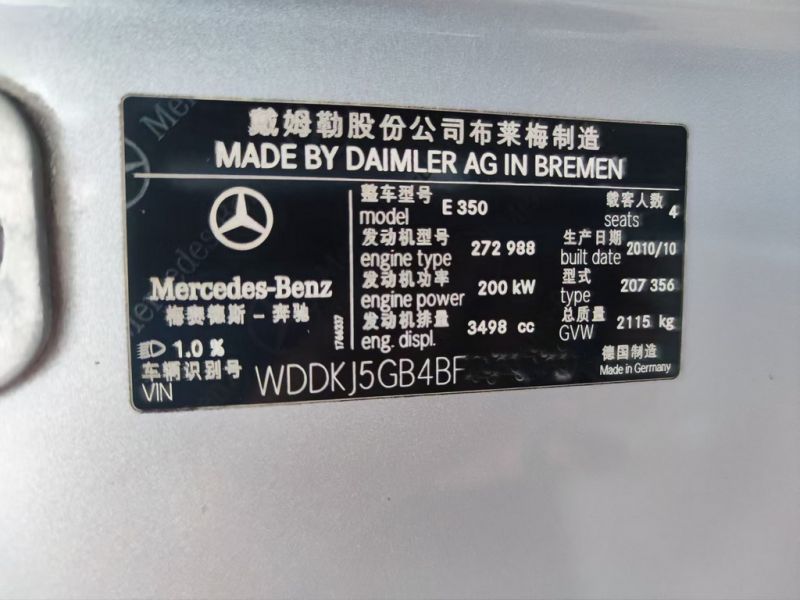 戴姆勒股份公司布莱梅制造
MADE BY DAIMLER AG IN BREMEN
Mercedes-Benz
梅赛德斯－奔驰
1.0 %
整车型号
model E 350
载客人数
seats 4
发动机型号
engine type 272 988
生产日期
built date 2010/10
发动机功率
engine power 200 kW
型式
type 207 356
发动机排量
eng. displ. 3498 cc
总质量
GVW 2115 kg
1766337
车辆识别号
VIN WDDKJ5GB4BF
德国制造
Made in Germany